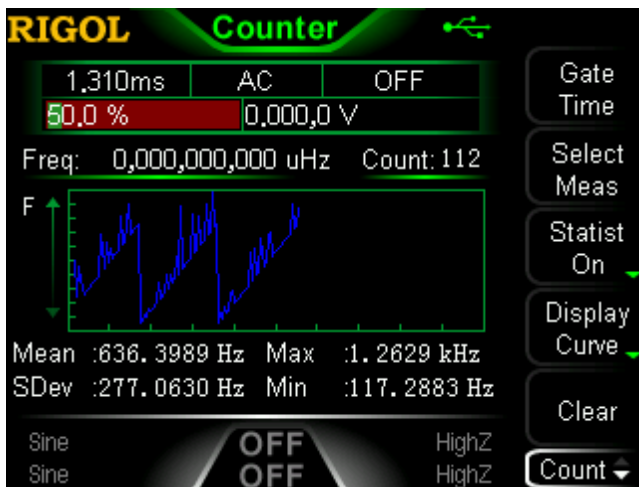 RIGOL Counter
1.310ms AC OFF
50.0 % 0.000,0 V
Freq: 0,000,000,000 uHz Count: 112
F
Mean :636.3989 Hz Max :1.2629 kHz
SDev :277.0630 Hz Min :117.2883 Hz
Sine OFF HighZ
Sine OFF HighZ
Gate
Time
Select
Meas
Statist
On
Display
Curve
Clear
Count